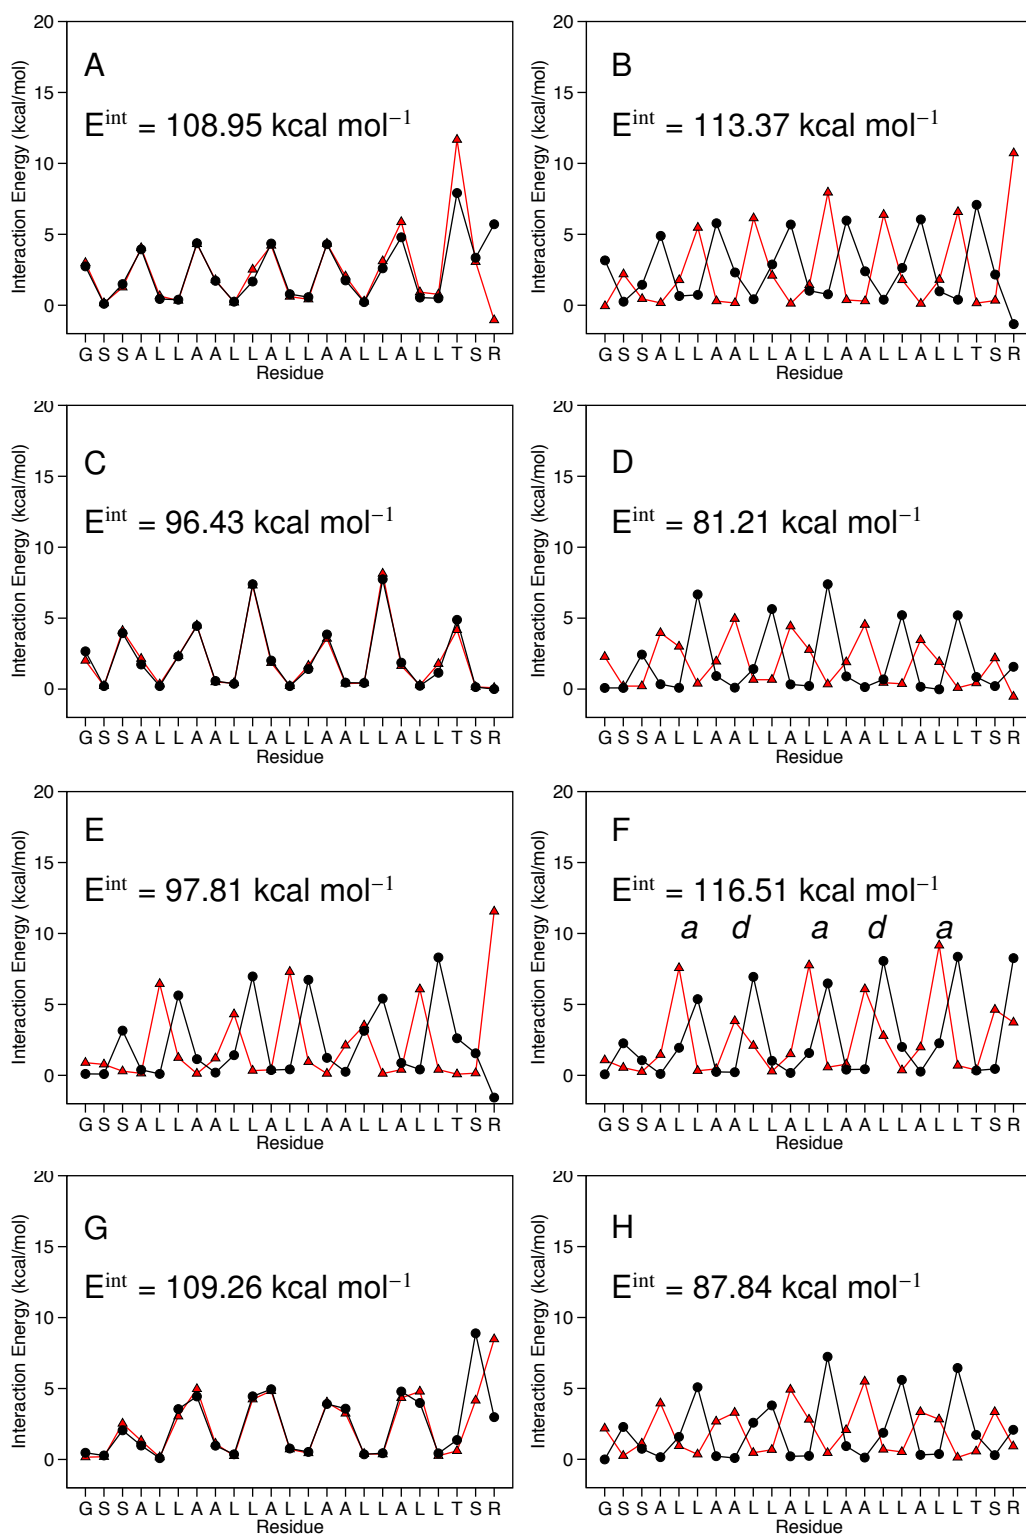 20
15
10
5
0
Interaction Energy (kcal/mol)
A
E^int = 108.95 kcal mol^−1
G S S A L L A A L L A L L A A L L A L L T S R
Residue
20
15
10
5
0
Interaction Energy (kcal/mol)
B
E^int = 113.37 kcal mol^−1
G S S A L L A A L L A L L A A L L A L L T S R
Residue
20
15
10
5
0
Interaction Energy (kcal/mol)
C
E^int = 96.43 kcal mol^−1
G S S A L L A A L L A L L A A L L A L L T S R
Residue
20
15
10
5
0
Interaction Energy (kcal/mol)
D
E^int = 81.21 kcal mol^−1
G S S A L L A A L L A L L A A L L A L L T S R
Residue
20
15
10
5
0
Interaction Energy (kcal/mol)
E
E^int = 97.81 kcal mol^−1
G S S A L L A A L L A L L A A L L A L L T S R
Residue
20
15
10
5
0
Interaction Energy (kcal/mol)
F
E^int = 116.51 kcal mol^−1
a d a d a
G S S A L L A A L L A L L A A L L A L L T S R
Residue
20
15
10
5
0
Interaction Energy (kcal/mol)
G
E^int = 109.26 kcal mol^−1
G S S A L L A A L L A L L A A L L A L L T S R
Residue
20
15
10
5
0
Interaction Energy (kcal/mol)
H
E^int = 87.84 kcal mol^−1
G S S A L L A A L L A L L A A L L A L L T S R
Residue